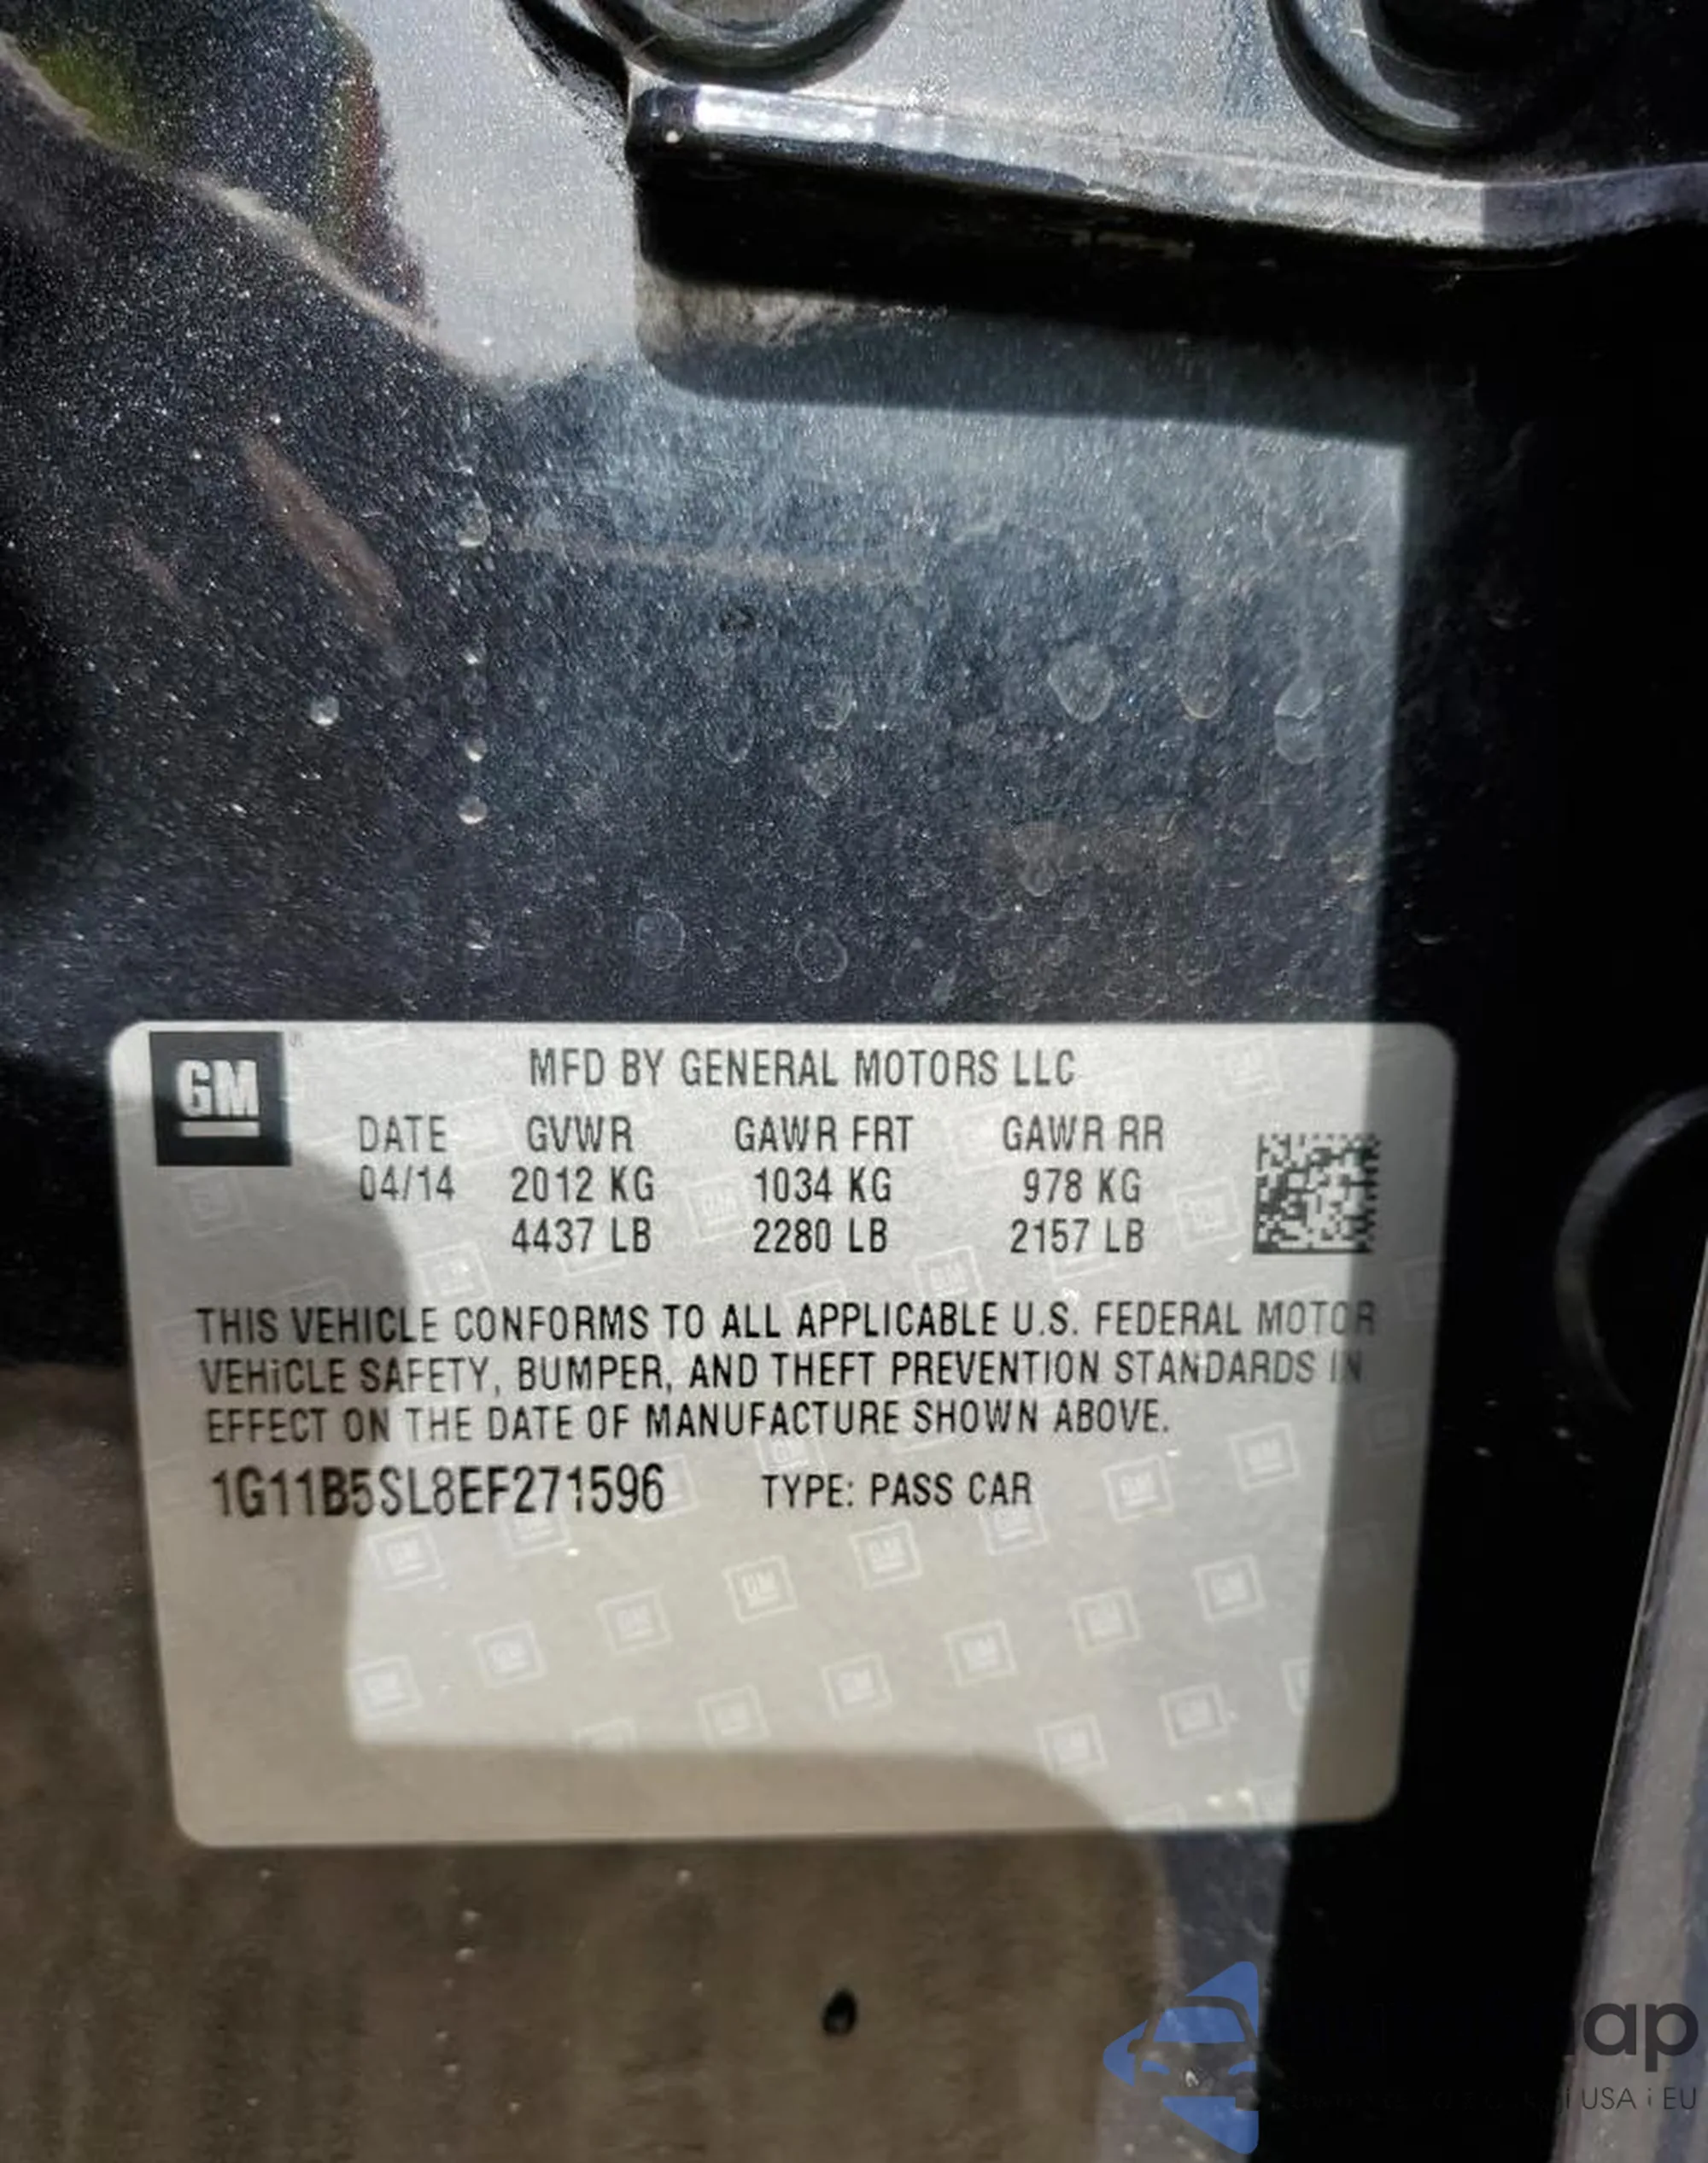 GM
MFD BY GENERAL MOTORS LLC
DATE GVWR GAWR FRT GAWR RR
04/14 2012 KG 1034 KG 978 KG
4437 LB 2280 LB 2157 LB
THIS VEHICLE CONFORMS TO ALL APPLICABLE U.S. FEDERAL MOTOR
VEHiCLE SAFETY, BUMPER, AND THEFT PREVENTION STANDARDS IN
EFFECT ON THE DATE OF MANUFACTURE SHOWN ABOVE.
1G11B5SL8EF271596 TYPE: PASS CAR
i USA i EU